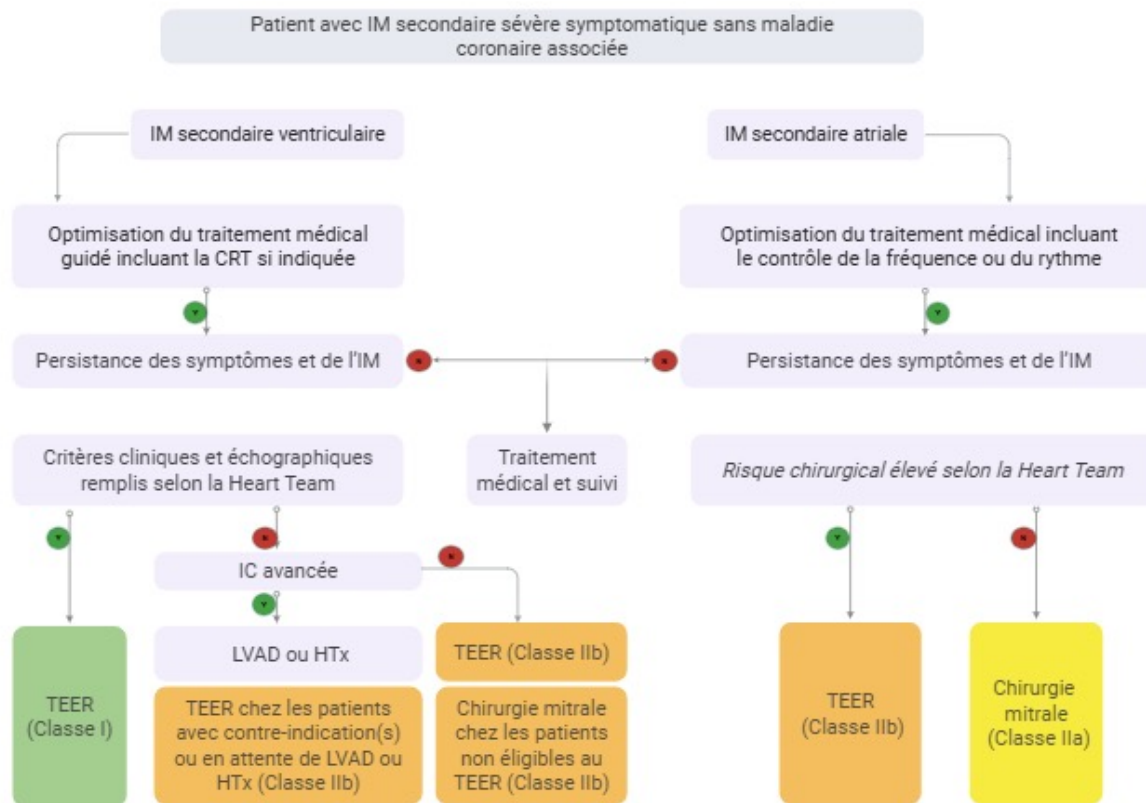 Patient avec IM secondaire sévère symptomatique sans maladie
coronaire associée
IM secondaire ventriculaire
IM secondaire atriale
Optimisation du traitement médical
guidé incluant la CRT si indiquée
Optimisation du traitement médical incluant
le contrôle de la fréquence ou du rythme
Y
Y
Persistance des symptômes et de l'IM
N
N
Persistance des symptômes et de l'IM
Critères cliniques et échographiques
remplis selon la Heart Team
Traitement
médical et suivi
Risque chirurgical élevé selon la Heart Team
Y
N
Y
N
IC avancée
N
Y
TEER
(Classe I)
LVAD ou HTx
TEER chez les patients
avec contre-indication(s)
ou en attente de LVAD ou
HTx (Classe IIb)
TEER (Classe IIb)
Chirurgie mitrale
chez les patients
non éligibles au
TEER (Classe IIb)
TEER
(Classe IIb)
Chirurgie
mitrale
(Classe IIa)